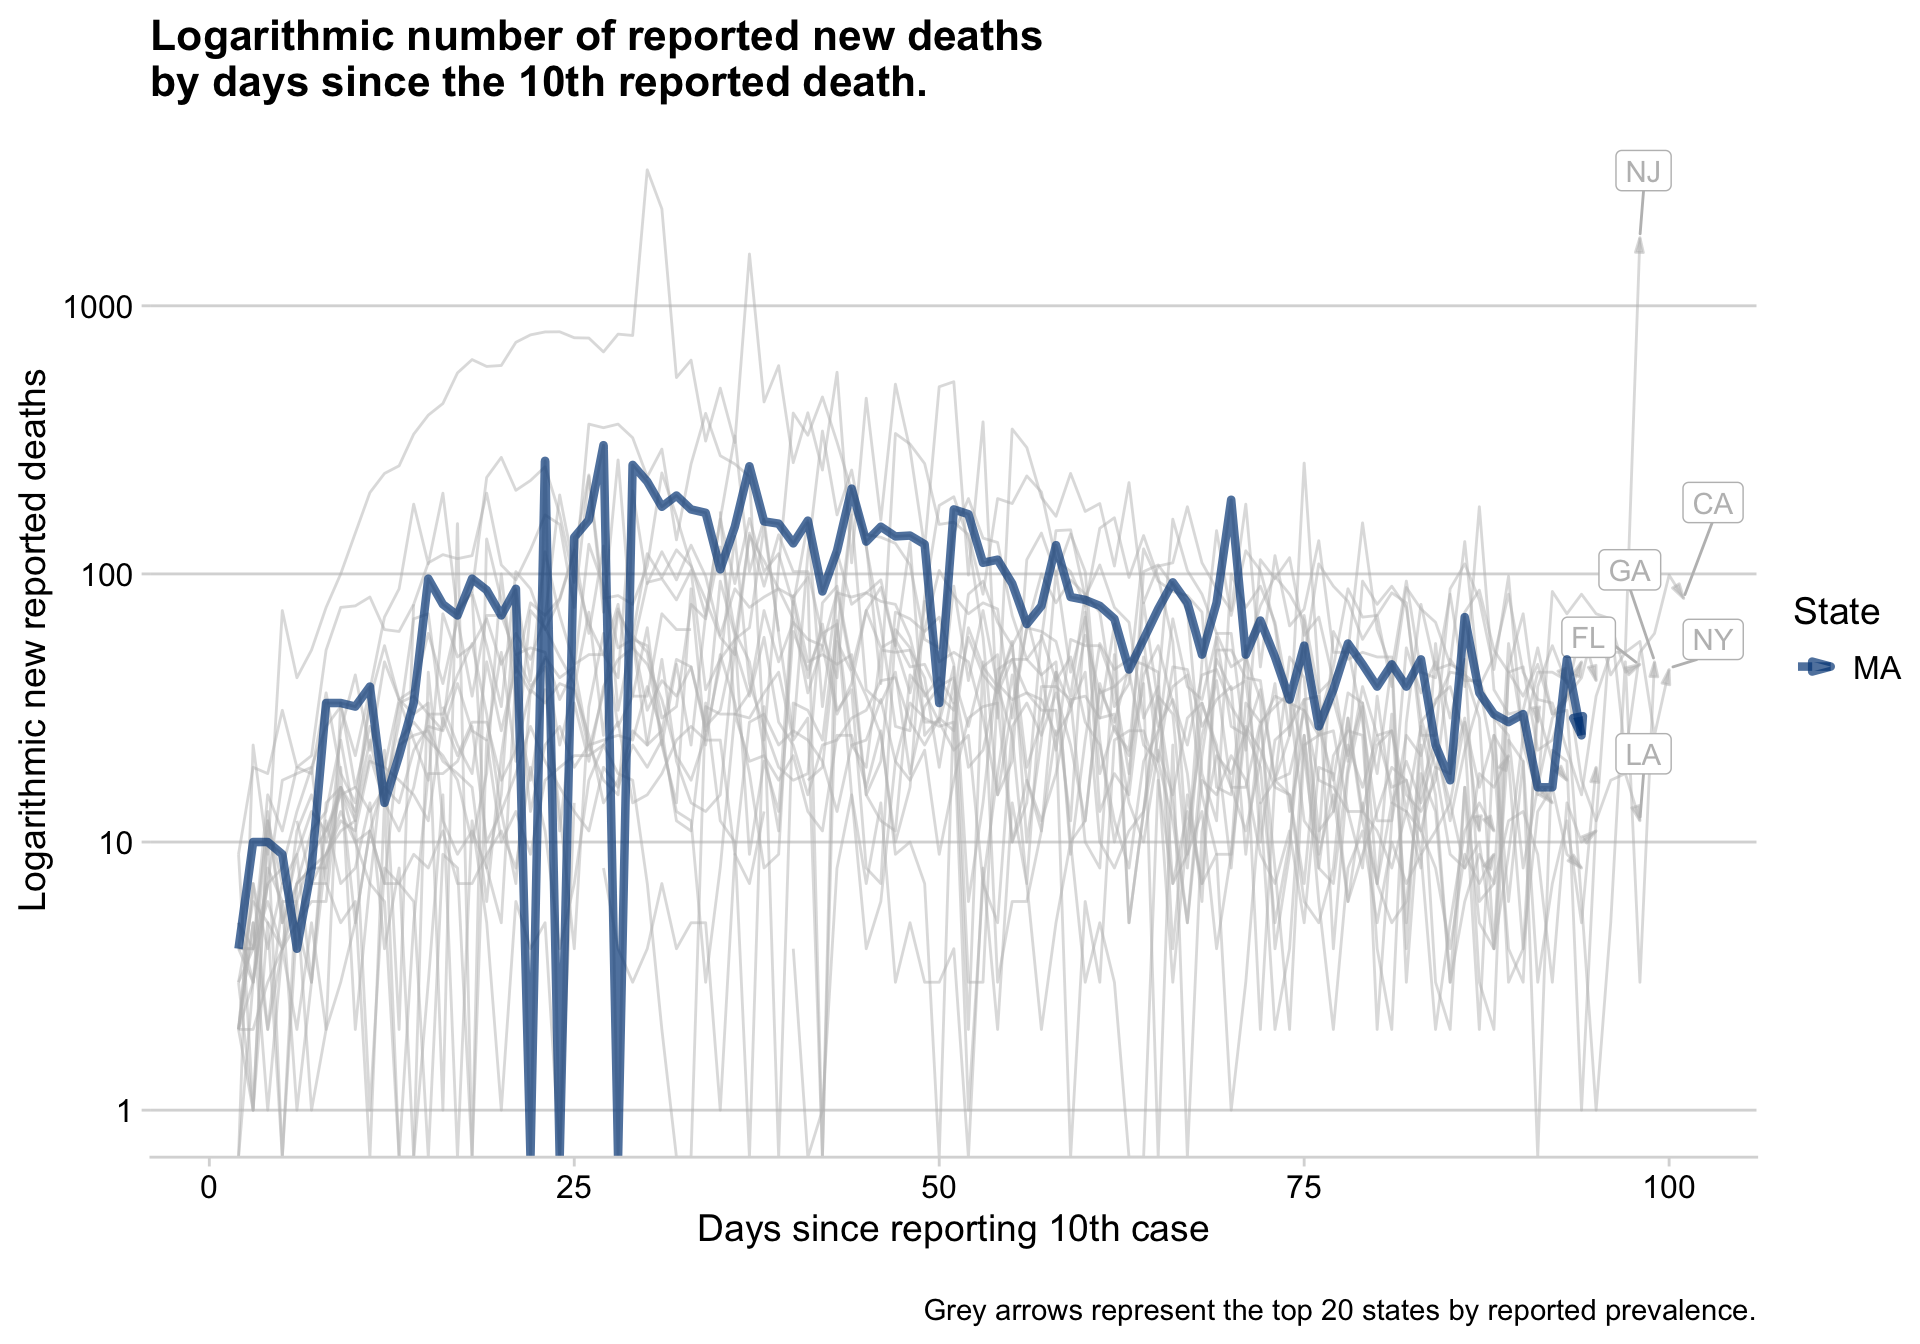 Logarithmic number of reported new deaths
by days since the 10th reported death.
NJ
1000
CA
100
GA
FL
NY
LA
10
1
Logarithmic new reported deaths
State
MA
0 25 50 75 100
Days since reporting 10th case
Grey arrows represent the top 20 states by reported prevalence.